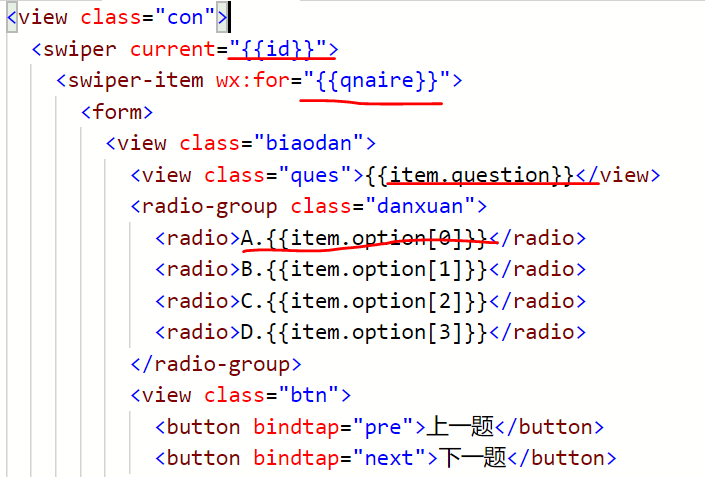 <view class="con">
<swiper current="{{id}}">
<swiper-item wx:for="{{qnaire}}">
<form>
<view class="biaodan">
<view class="ques">{{item.question}}</view>
<radio-group class="danxuan">
<radio>A.{{item.option[0]}}</radio>
<radio>B.{{item.option[1]}}</radio>
<radio>C.{{item.option[2]}}</radio>
<radio>D.{{item.option[3]}}</radio>
</radio-group>
<view class="btn">
<button bindtap="pre">上一题</button>
<button bindtap="next">下一题</button>